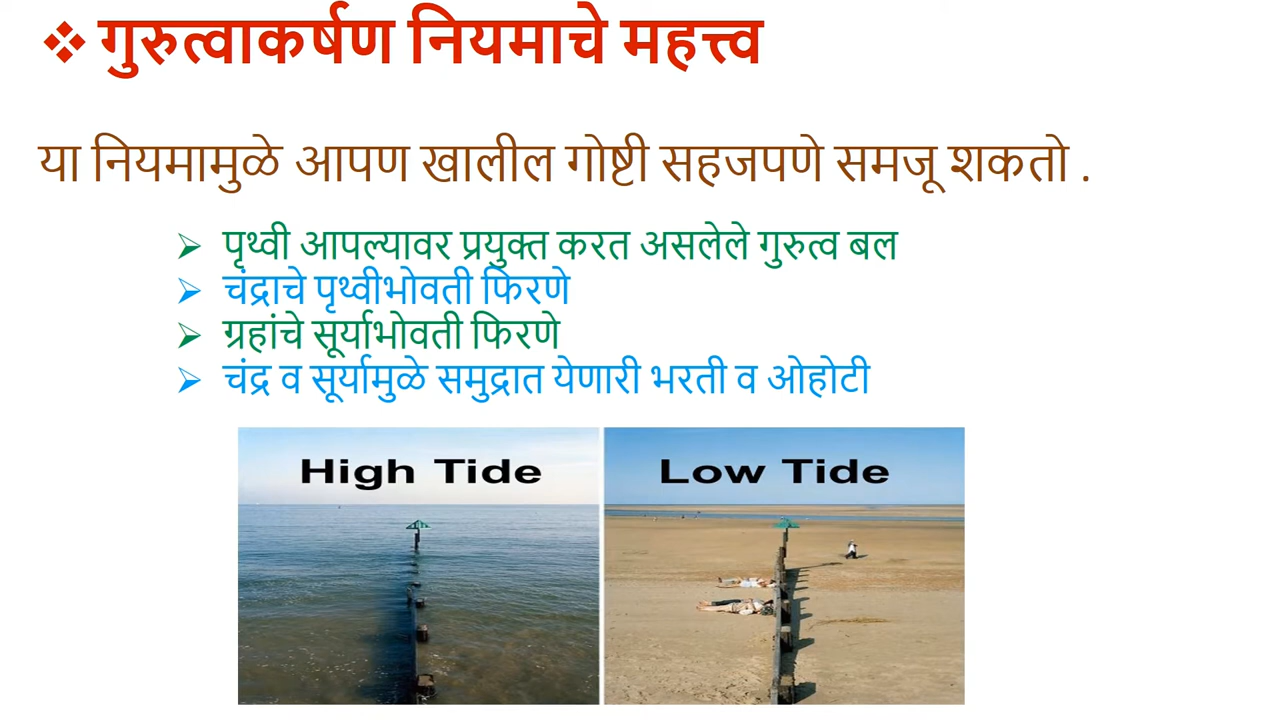 ❖ गुरुत्वाकर्षण नियमाचे महत्त्व
या नियमामुळे आपण खालील गोष्टी सहजपणे समजू शकतो .
➢ पृथ्वी आपल्यावर प्रयुक्त करत असलेले गुरुत्व बल
➢ चंद्राचे पृथ्वीभोवती फिरणे
➢ ग्रहांचे सूर्याभोवती फिरणे
➢ चंद्र व सूर्यामुळे समुद्रात येणारी भरती व ओहोटी
High Tide
Low Tide